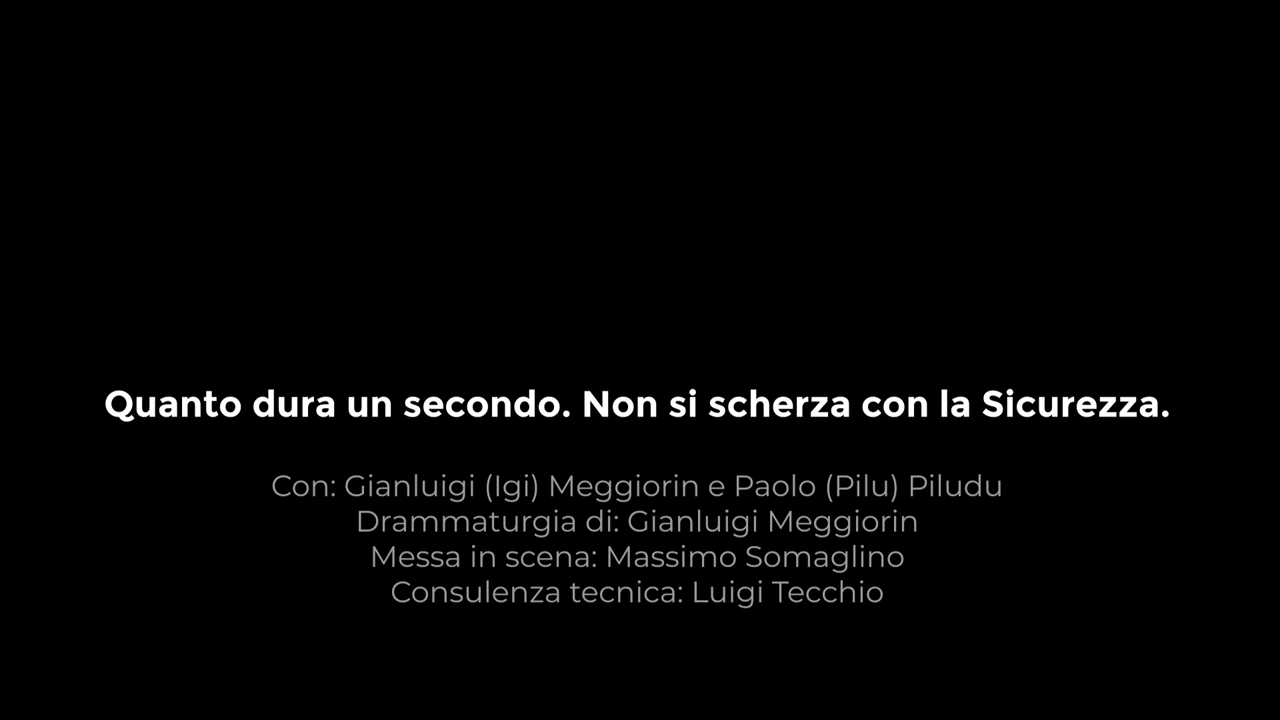 Quanto dura un secondo. Non si scherza con la Sicurezza.
Con: Gianluigi (Igi) Meggiorin e Paolo (Pilu) Piludu
Drammaturgia di: Gianluigi Meggiorin
Messa in scena: Massimo Somaglino
Consulenza tecnica: Luigi Tecchio